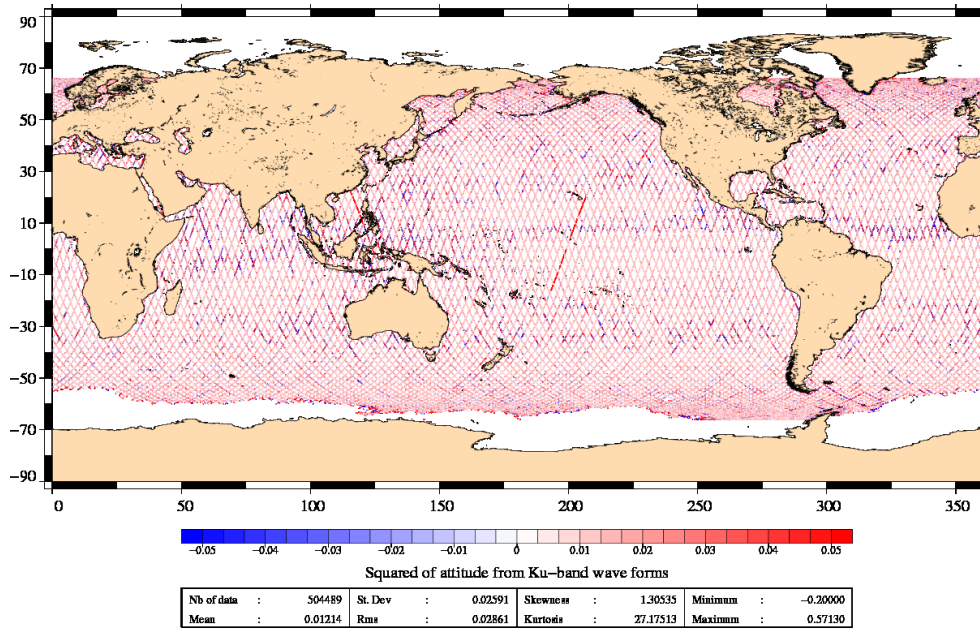 90
70
50
30
10
−10
−30
−50
−70
−90
0 50 100 150 200 250 300 350
−0.05 −0.04 −0.03 −0.02 −0.01 0 0.01 0.02 0.03 0.04 0.05
Squared of attitude from Ku−band wave forms
Nb of data : 504489 St. Dev : 0.02591 Skewness : 1.30535 Minimum : −0.20000
Mean : 0.01214 Rms : 0.02861 Kurtosis : 27.17513 Maximum : 0.57130